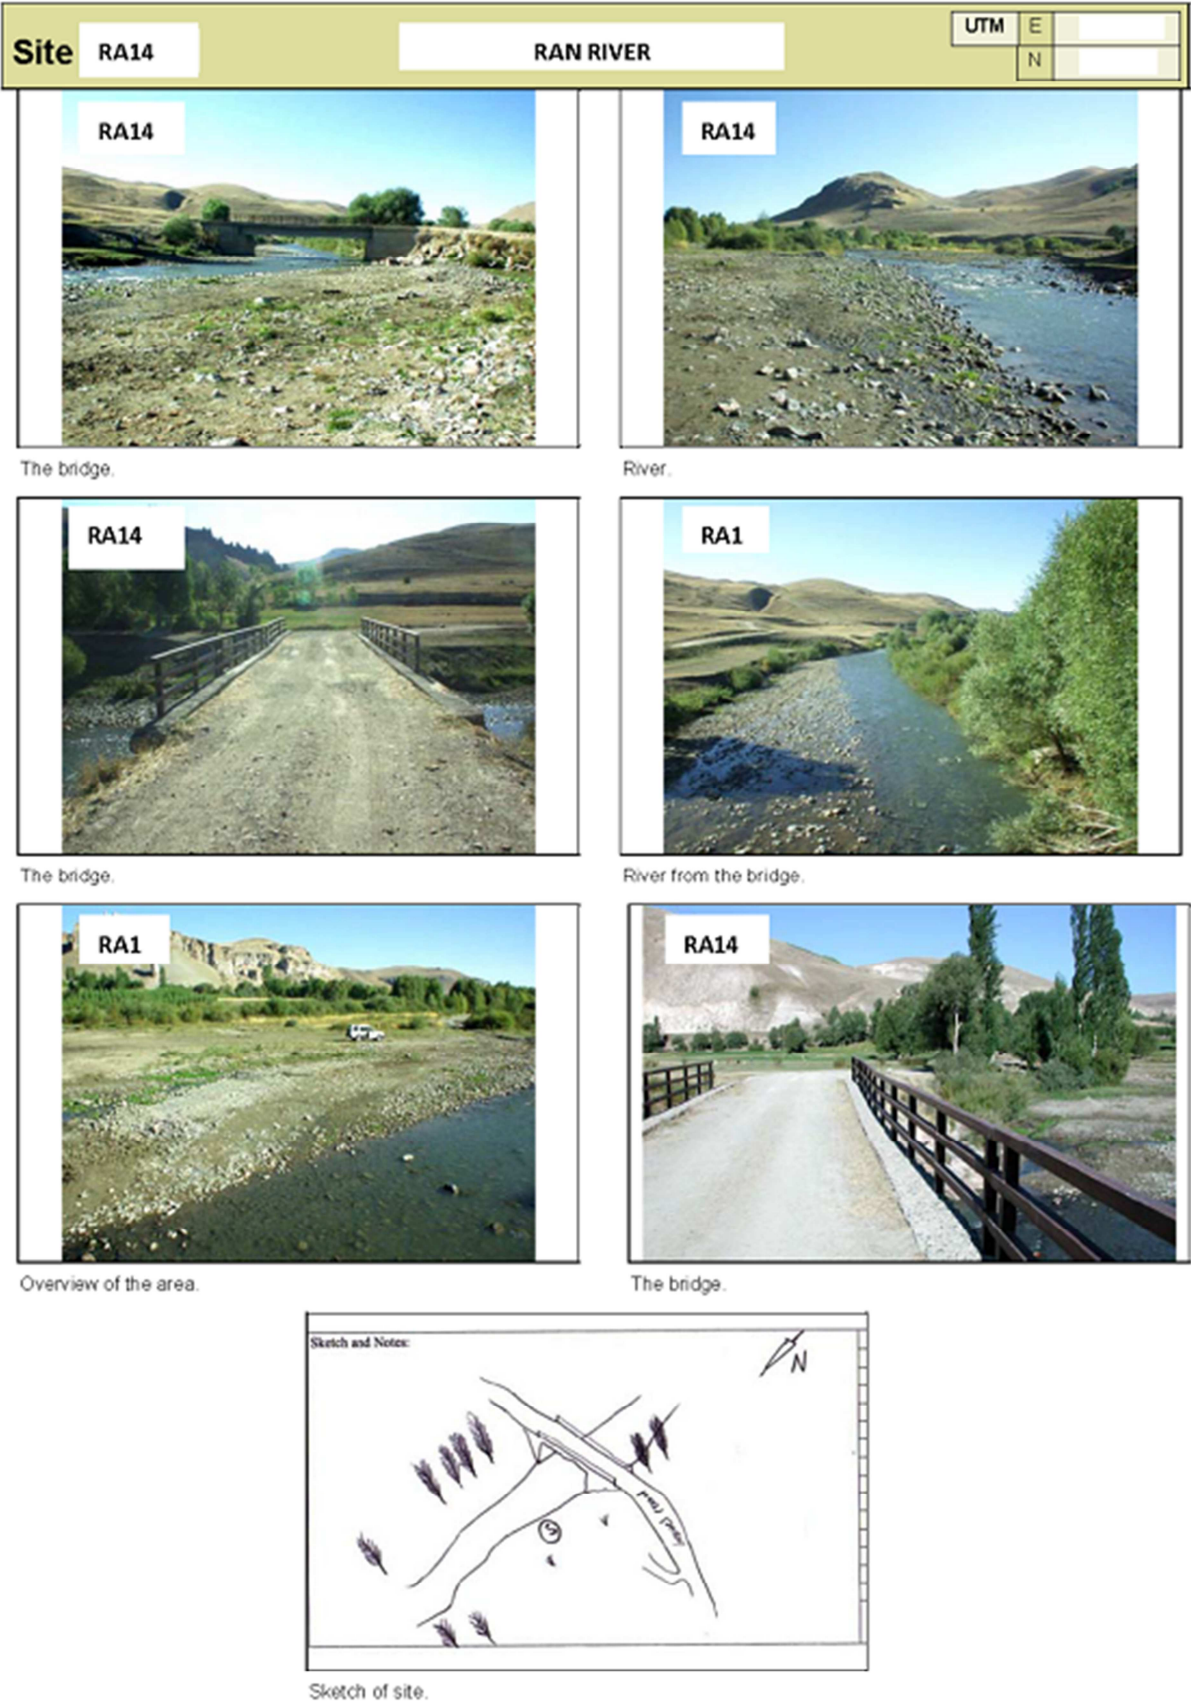 Site RA14 RAN RIVER UTM E
N
RA14
RA14
The bridge.
River.
RA14
RA1
The bridge.
River from the bridge.
RA1
RA14
Overview of the area.
The bridge.
Sketch and Notes:
N
S
road
Sketch of site.